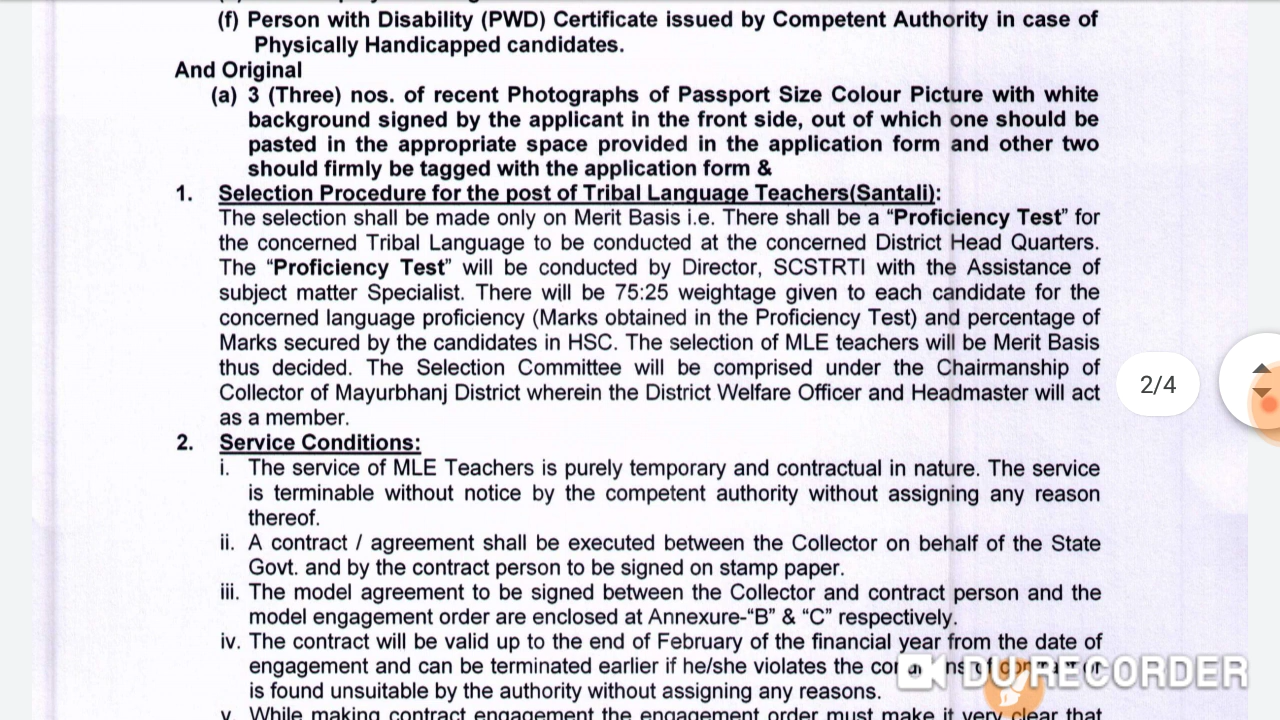 (f) Person with Disability (PWD) Certificate issued by Competent Authority in case of
Physically Handicapped candidates.
And Original
(a) 3 (Three) nos. of recent Photographs of Passport Size Colour Picture with white
background signed by the applicant in the front side, out of which one should be
pasted in the appropriate space provided in the application form and other two
should firmly be tagged with the application form &
1. Selection Procedure for the post of Tribal Language Teachers(Santali):
The selection shall be made only on Merit Basis i.e. There shall be a “Proficiency Test” for
the concerned Tribal Language to be conducted at the concerned District Head Quarters.
The “Proficiency Test” will be conducted by Director, SCSTRTI with the Assistance of
subject matter Specialist. There will be 75:25 weightage given to each candidate for the
concerned language proficiency (Marks obtained in the Proficiency Test) and percentage of
Marks secured by the candidates in HSC. The selection of MLE teachers will be Merit Basis
thus decided. The Selection Committee will be comprised under the Chairmanship of
Collector of Mayurbhanj District wherein the District Welfare Officer and Headmaster will act
as a member.
2/4
2. Service Conditions:
i. The service of MLE Teachers is purely temporary and contractual in nature. The service
is terminable without notice by the competent authority without assigning any reason
thereof.
ii. A contract / agreement shall be executed between the Collector on behalf of the State
Govt. and by the contract person to be signed on stamp paper.
iii. The model agreement to be signed between the Collector and contract person and the
model engagement order are enclosed at Annexure-“B” & “C” respectively.
iv. The contract will be valid up to the end of February of the financial year from the date of
engagement and can be terminated earlier if he/she violates the
is found unsuitable by the authority without assigning any reasons.
v. While making contract engagement the engagement order must make it very clear that
DU RECORDER